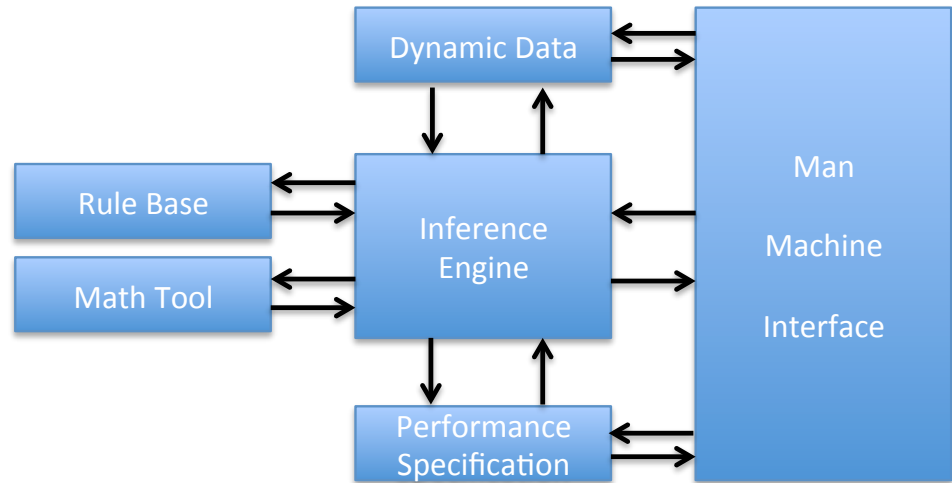 Dynamic Data
Rule Base
Math Tool
Inference
Engine
Performance
Specification
Man
Machine
Interface